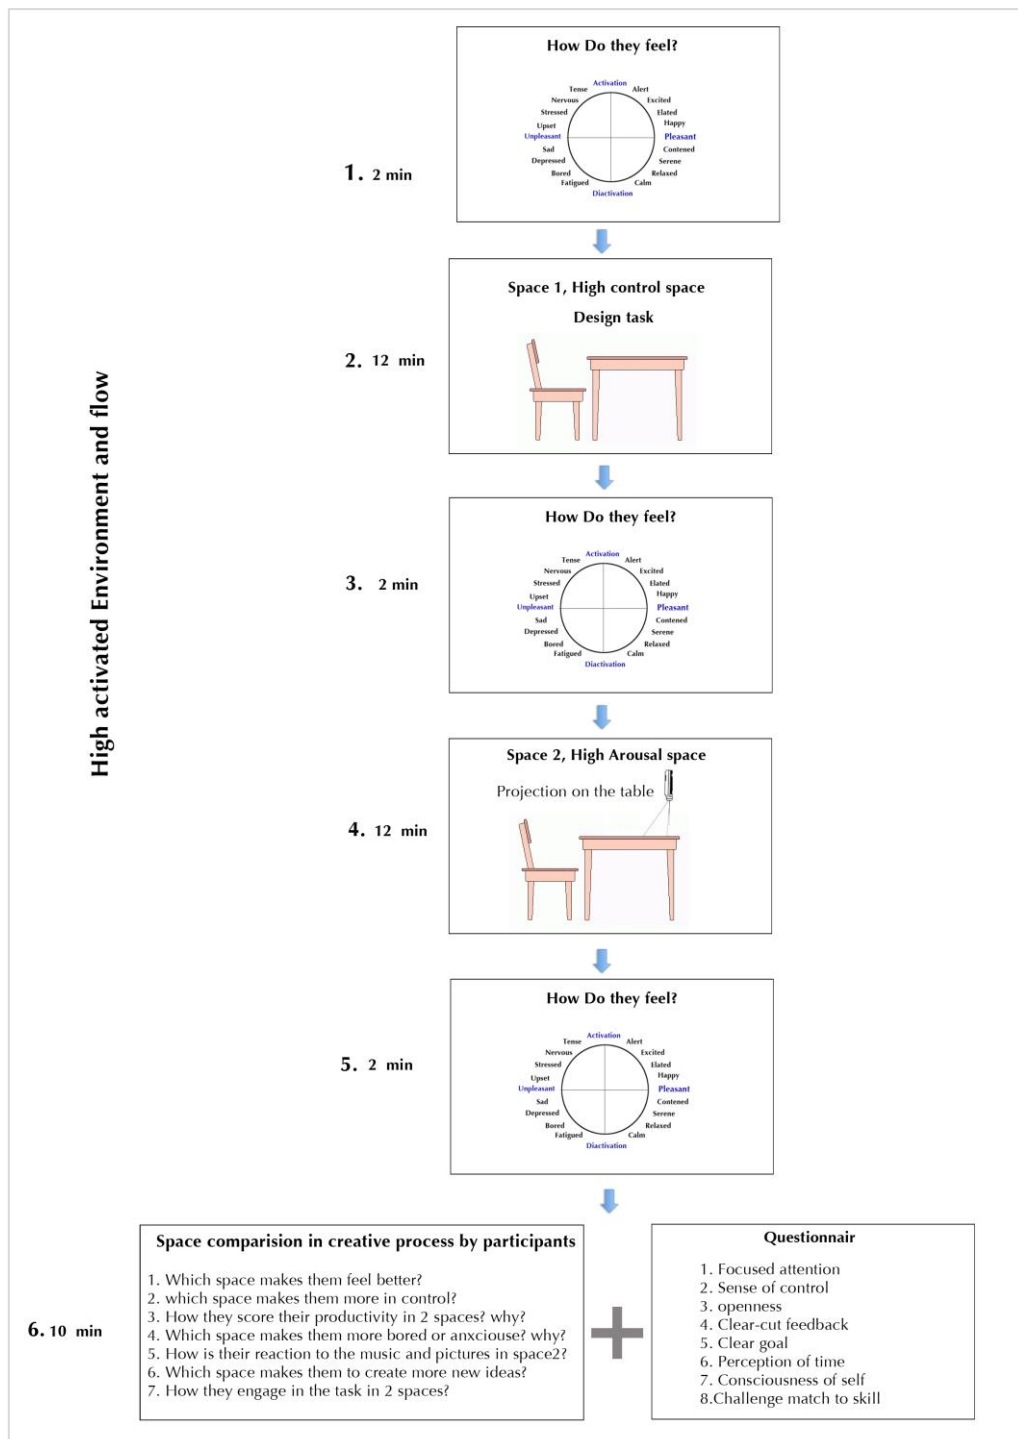 High activated Environment and flow
1. 2 min
How Do they feel?
Activation
Tense Alert
Nervous Excited
Stressed Elated
Upset Happy
Unpleasant Pleasant
Sad Contened
Depressed Serene
Bored Relaxed
Fatigued Calm
Diactivation
2. 12 min
Space 1, High control space
Design task
3. 2 min
How Do they feel?
Activation
Tense Alert
Nervous Excited
Stressed Elated
Upset Happy
Unpleasant Pleasant
Sad Contened
Depressed Serene
Bored Relaxed
Fatigued Calm
Diactivation
4. 12 min
Space 2, High Arousal space
Projection on the table
5. 2 min
How Do they feel?
Activation
Tense Alert
Nervous Excited
Stressed Elated
Upset Happy
Unpleasant Pleasant
Sad Contened
Depressed Serene
Bored Relaxed
Fatigued Calm
Diactivation
6. 10 min
Space comparision in creative process by participants
1. Which space makes them feel better?
2. which space makes them more in control?
3. How they score their productivity in 2 spaces? why?
4. Which space makes them more bored or anxciouse? why?
5. How is their reaction to the music and pictures in space2?
6. Which space makes them to create more new ideas?
7. How they engage in the task in 2 spaces?
Questionnair
1. Focused attention
2. Sense of control
3. openness
4. Clear-cut feedback
5. Clear goal
6. Perception of time
7. Consciousness of self
8.Challenge match to skill